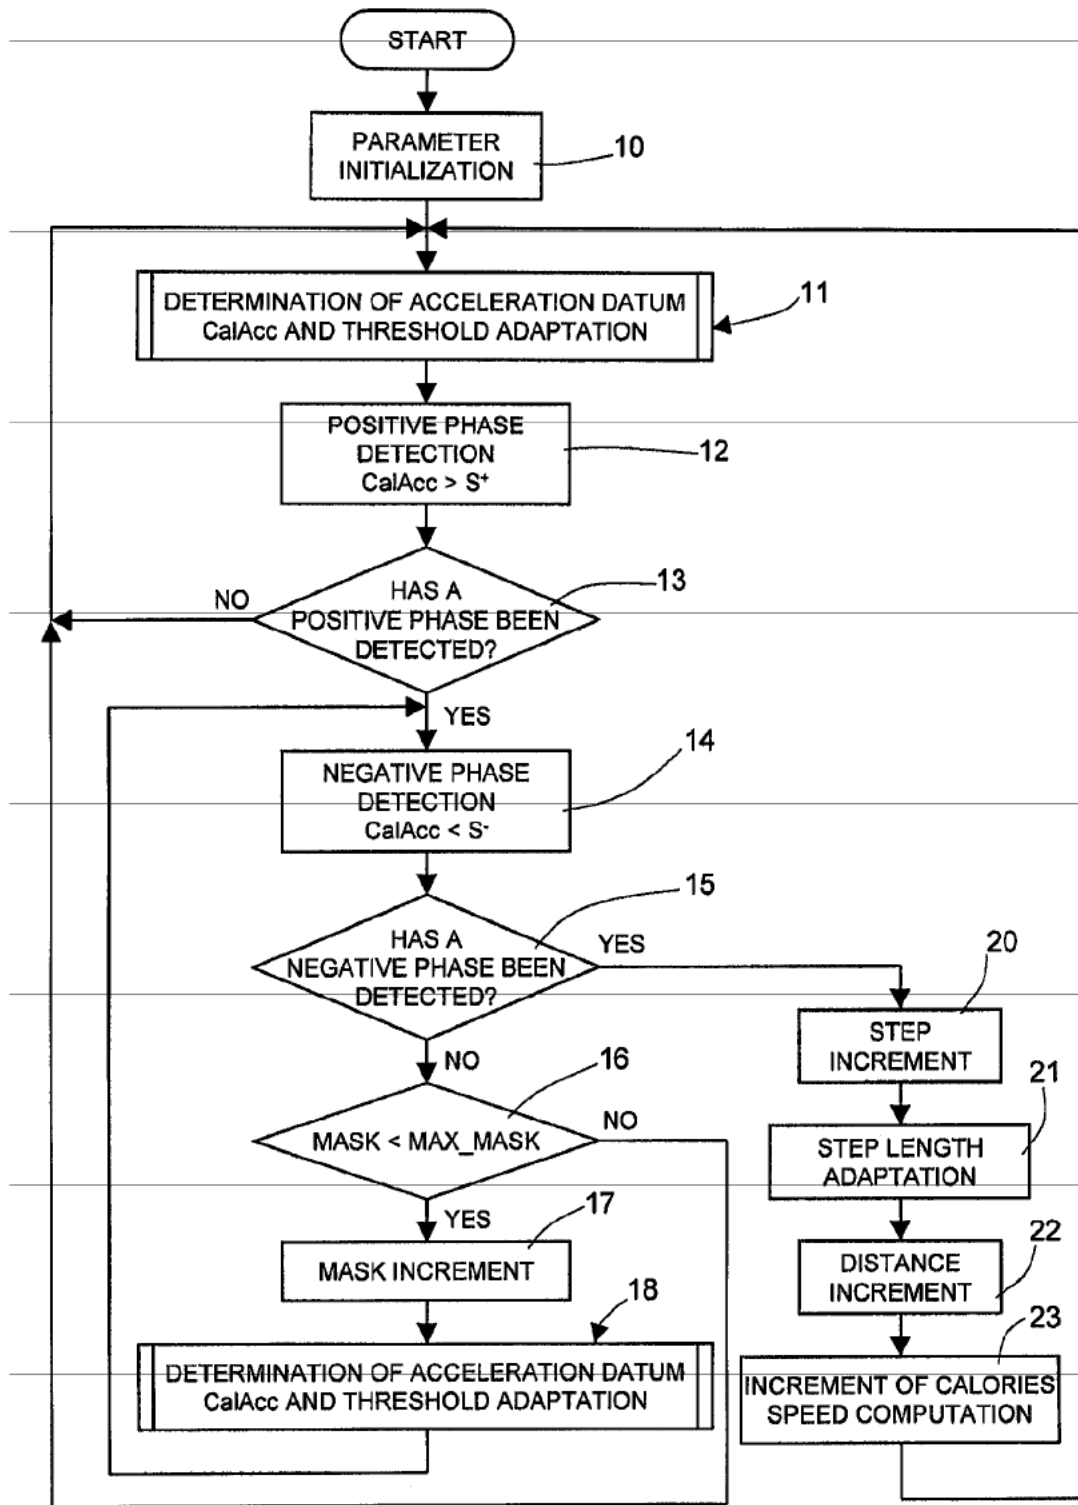 START
PARAMETER
INITIALIZATION
10
DETERMINATION OF ACCELERATION DATUM
CalAcc AND THRESHOLD ADAPTATION
11
POSITIVE PHASE
DETECTION
CalAcc > S⁺
12
HAS A
POSITIVE PHASE BEEN
DETECTED?
13
NO
YES
NEGATIVE PHASE
DETECTION
CalAcc < S⁻
14
HAS A
NEGATIVE PHASE BEEN
DETECTED?
15
YES
NO
MASK < MAX_MASK
16
NO
YES
MASK INCREMENT
17
DETERMINATION OF ACCELERATION DATUM
CalAcc AND THRESHOLD ADAPTATION
18
STEP
INCREMENT
20
STEP LENGTH
ADAPTATION
21
DISTANCE
INCREMENT
22
INCREMENT OF CALORIES
SPEED COMPUTATION
23